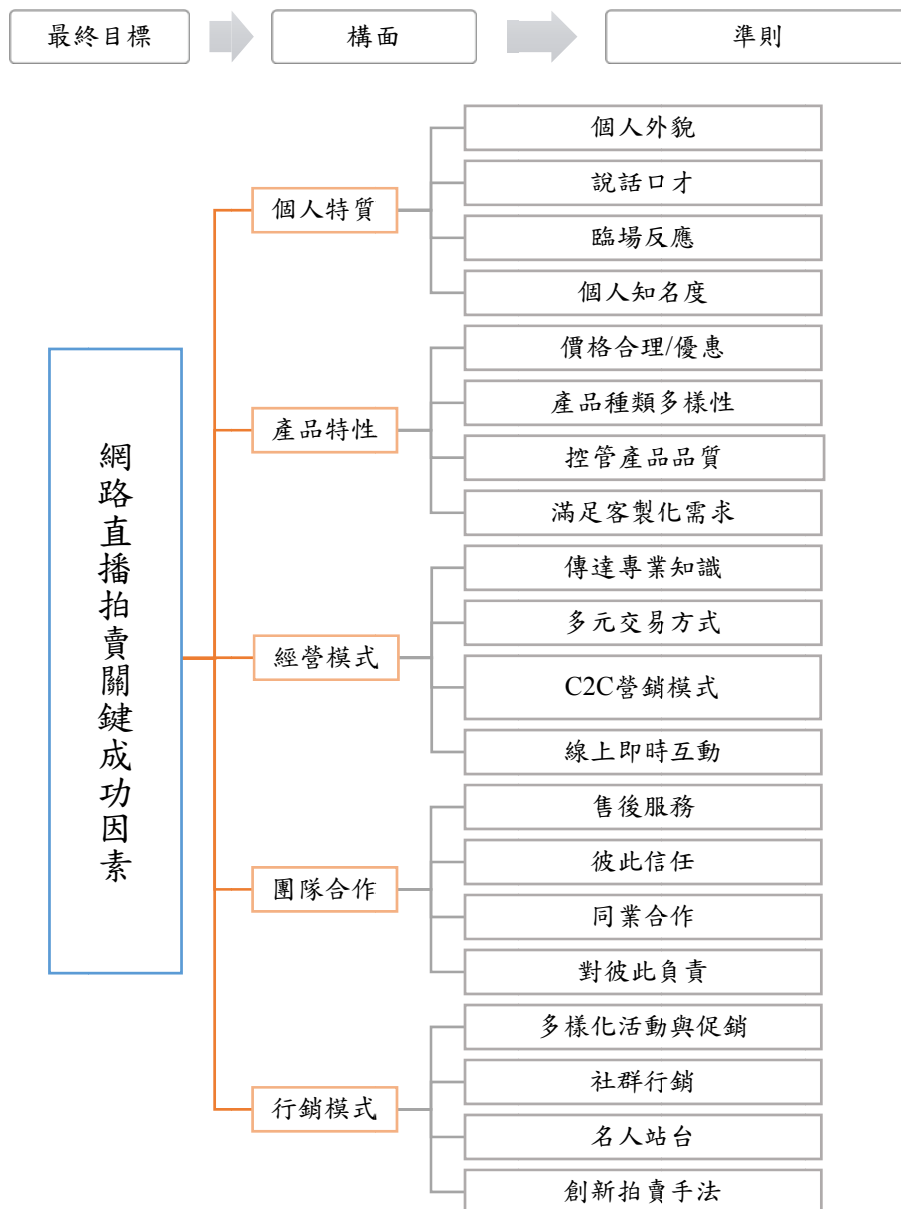 最終目標
構面
準則
網路直播拍賣關鍵成功因素
個人特質
個人外貌
說話口才
臨場反應
個人知名度
產品特性
價格合理/優惠
產品種類多樣性
控管產品品質
滿足客製化需求
經營模式
傳達專業知識
多元交易方式
C2C營銷模式
線上即時互動
團隊合作
售後服務
彼此信任
同業合作
對彼此負責
行銷模式
多樣化活動與促銷
社群行銷
名人站台
創新拍賣手法